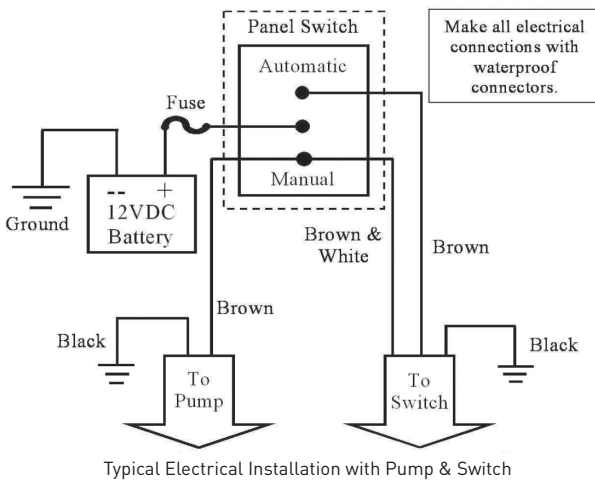 Panel Switch
Make all electrical
connections with
waterproof
connectors.
Automatic
Fuse
-- +
12VDC
Battery
Ground
Manual
Brown &
White
Brown
Brown
Black
Black
To
Pump
To
Switch
Typical Electrical Installation with Pump & Switch